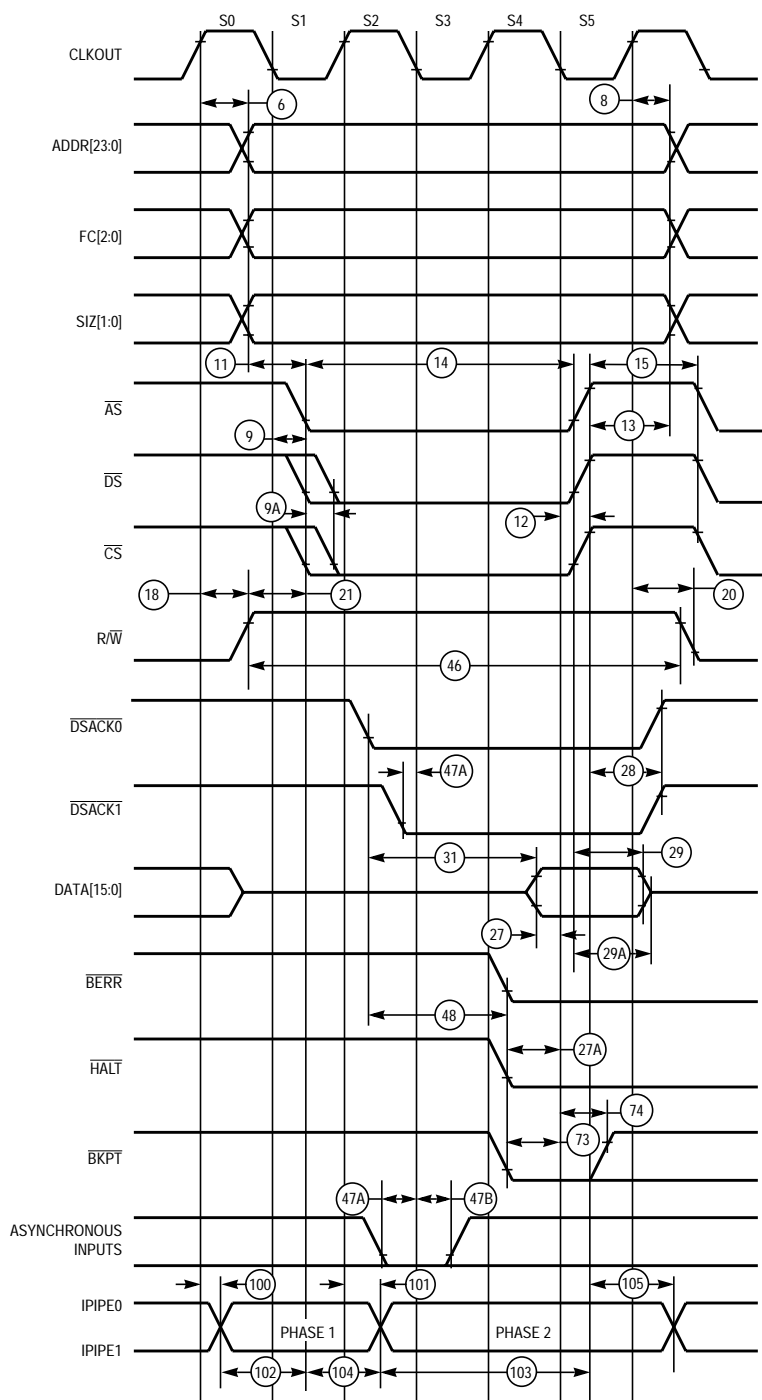 S0 S1 S2 S3 S4 S5
CLKOUT
6 8
ADDR[23:0]
FC[2:0]
SIZ[1:0]
11 14 15
AS
9 13
DS
9A 12
CS
18 21 20
R/W
46
DSACK0
47A 28
DSACK1
31 29
DATA[15:0]
27 29A
BERR
48
27A
HALT
74
73
BKPT
47A 47B
ASYNCHRONOUS
INPUTS
100 101 105
IPIPE0
PHASE 1 PHASE 2
IPIPE1
102 104 103